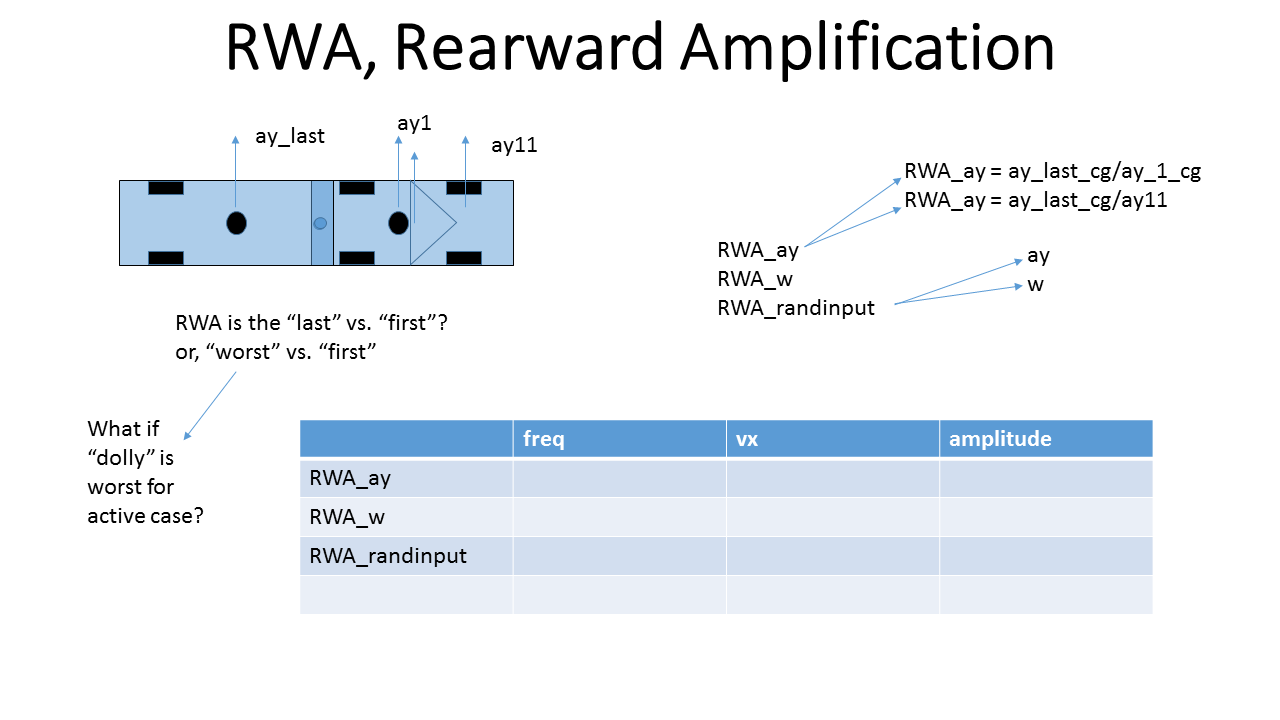 RWA, Rearward Amplification
ay_last
ay1
ay11
RWA_ay = ay_last_cg/ay_1_cg
RWA_ay = ay_last_cg/ay11
RWA_ay
RWA_w
RWA_randinput
ay
w
RWA is the “last” vs. “first”?
or, “worst” vs. “first”
What if
“dolly” is
worst for
active case?
freq vx amplitude
RWA_ay
RWA_w
RWA_randinput